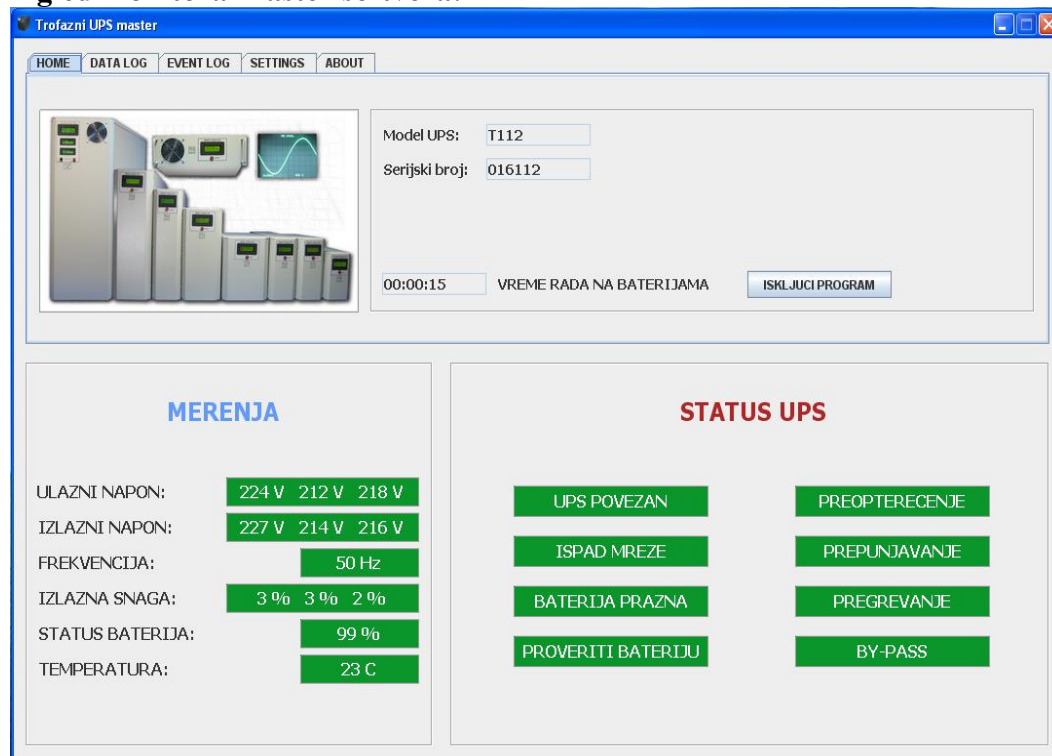 Trofazni UPS master
HOME DATA LOG EVENT LOG SETTINGS ABOUT
Model UPS: T112
Serijski broj: 016112
00:00:15 VREME RADA NA BATERIJAMA ISKLJUCI PROGRAM
MERENJA
ULAZNI NAPON: 224 V 212 V 218 V
IZLAZNI NAPON: 227 V 214 V 216 V
FREKVENCIJA: 50 Hz
IZLAZNA SNAGA: 3 % 3 % 2 %
STATUS BATERIJA: 99 %
TEMPERATURA: 23 C
STATUS UPS
UPS POVEZAN PREOPTERECENJE
ISPAD MREZE PREPUNJAVANJE
BATERIJA PRAZNA PREGREVANJE
PROVERITI BATERIJU BY-PASS